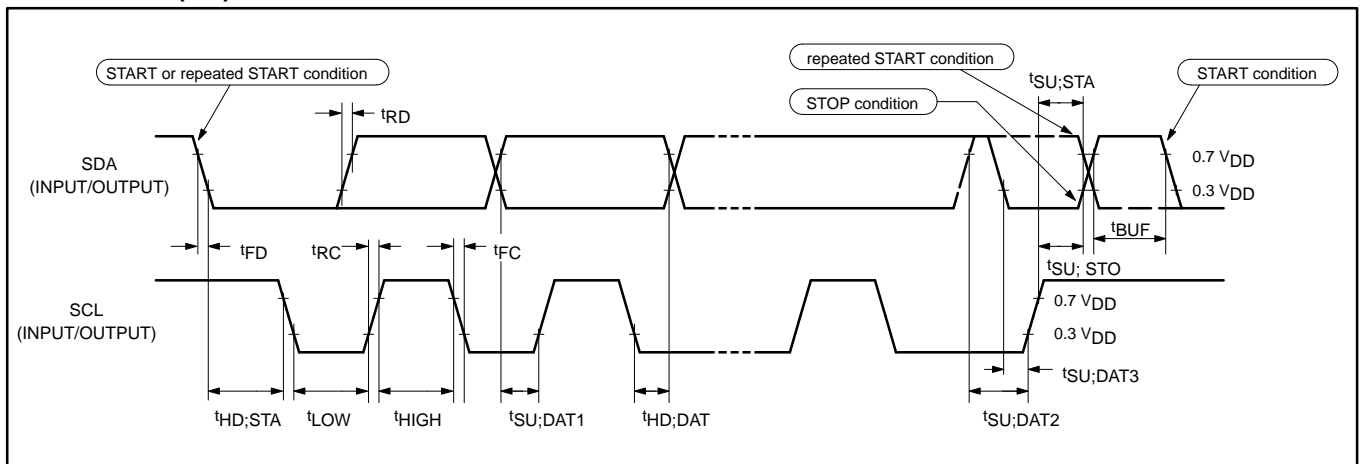 START or repeated START condition
repeated START condition
START condition
tSU;STA
STOP condition
tRD
SDA
(INPUT/OUTPUT)
0.7 VDD
0.3 VDD
tFD
tRC
tFC
tBUF
tSU; STO
SCL
(INPUT/OUTPUT)
0.7 VDD
0.3 VDD
tSU;DAT3
tHD;STA
tLOW
tHIGH
tSU;DAT1
tHD;DAT
tSU;DAT2